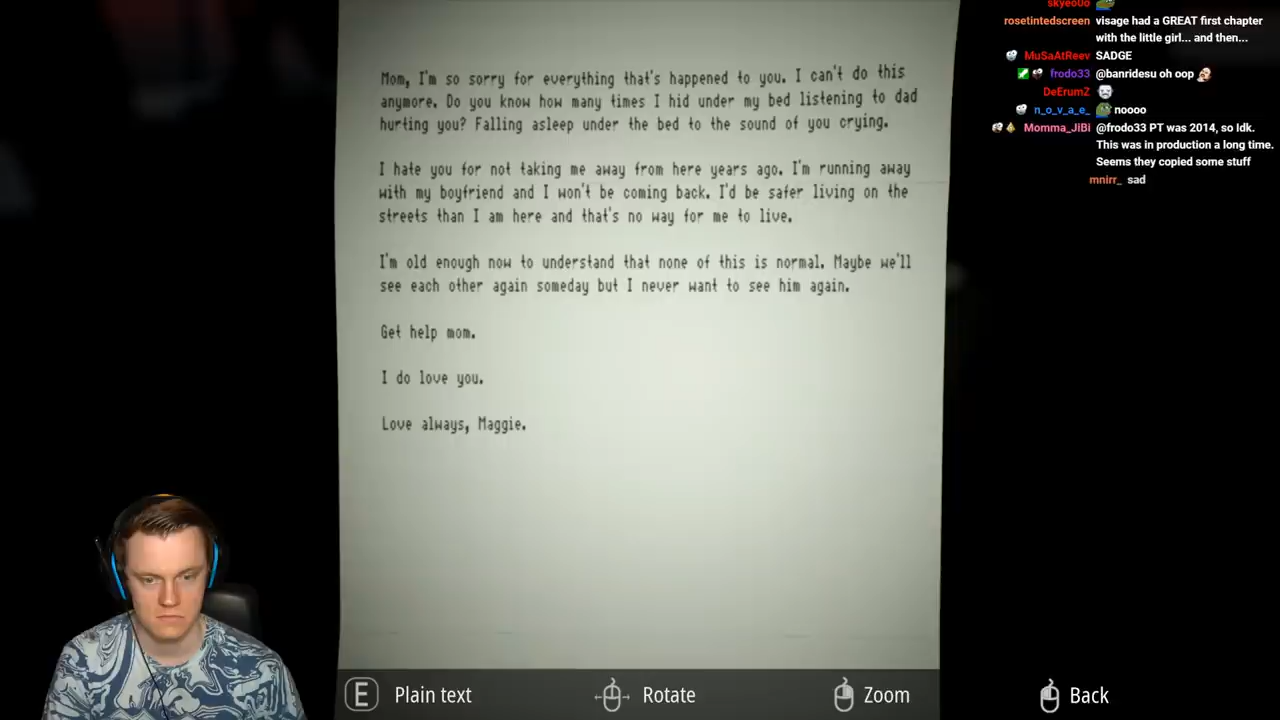 Mom, I'm so sorry for everything that's happened to you. I can't do this
anymore. Do you know how many times I hid under my bed listening to dad
hurting you? Falling asleep under the bed to the sound of you crying.
I hate you for not taking me away from here years ago. I'm running away
with my boyfriend and I won't be coming back. I'd be safer living on the
streets than I am here and that's no way for me to live.
I'm old enough now to understand that none of this is normal. Maybe we'll
see each other again someday but I never want to see him again.
Get help mom.
I do love you.
Love always, Maggie.
E Plain text
Rotate
Zoom
Back
skyeo0o
rosetintedscreen visage had a GREAT first chapter
with the little girl... and then...
MuSaAtReev SADGE
frodo33 @banridesu oh oop
DeErumZ
n_o_v_a_e_ noooo
Momma_JiBi @frodo33 PT was 2014, so Idk.
This was in production a long time.
Seems they copied some stuff
mnirr_ sad